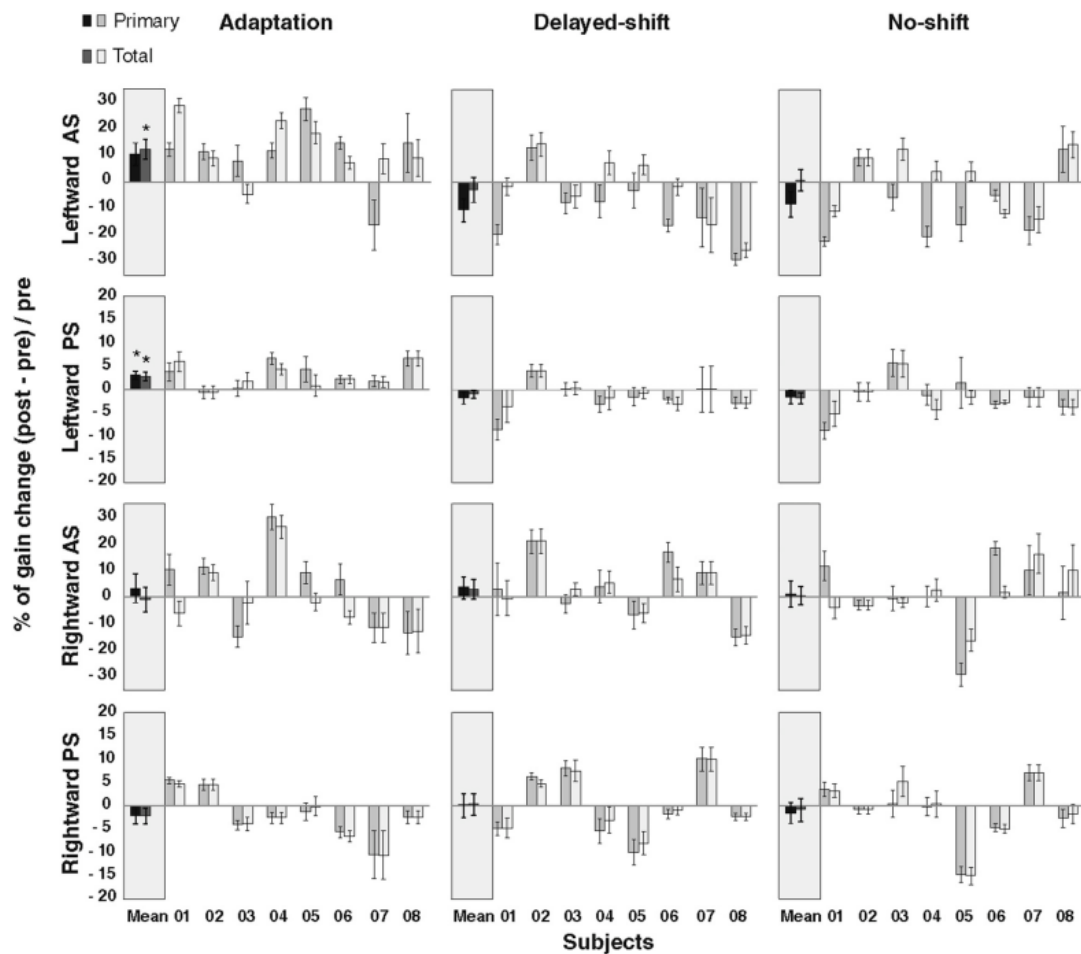 Primary
Total
Adaptation
Delayed-shift
No-shift
% of gain change (post - pre) / pre
Leftward AS
30
20
10
0
- 10
- 20
- 30
*
Leftward PS
20
15
10
5
0
- 5
- 10
- 15
- 20
* *
Rightward AS
30
20
10
0
- 10
- 20
- 30
Rightward PS
20
15
10
5
0
- 5
- 10
- 15
- 20
Mean 01 02 03 04 05 06 07 08
Mean 01 02 03 04 05 06 07 08
Mean 01 02 03 04 05 06 07 08
Subjects